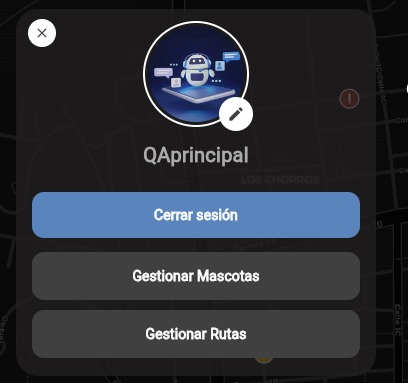 QAprincipal
LOS CHORROS
Cerrar sesión
Gestionar Mascotas
Gestionar Rutas